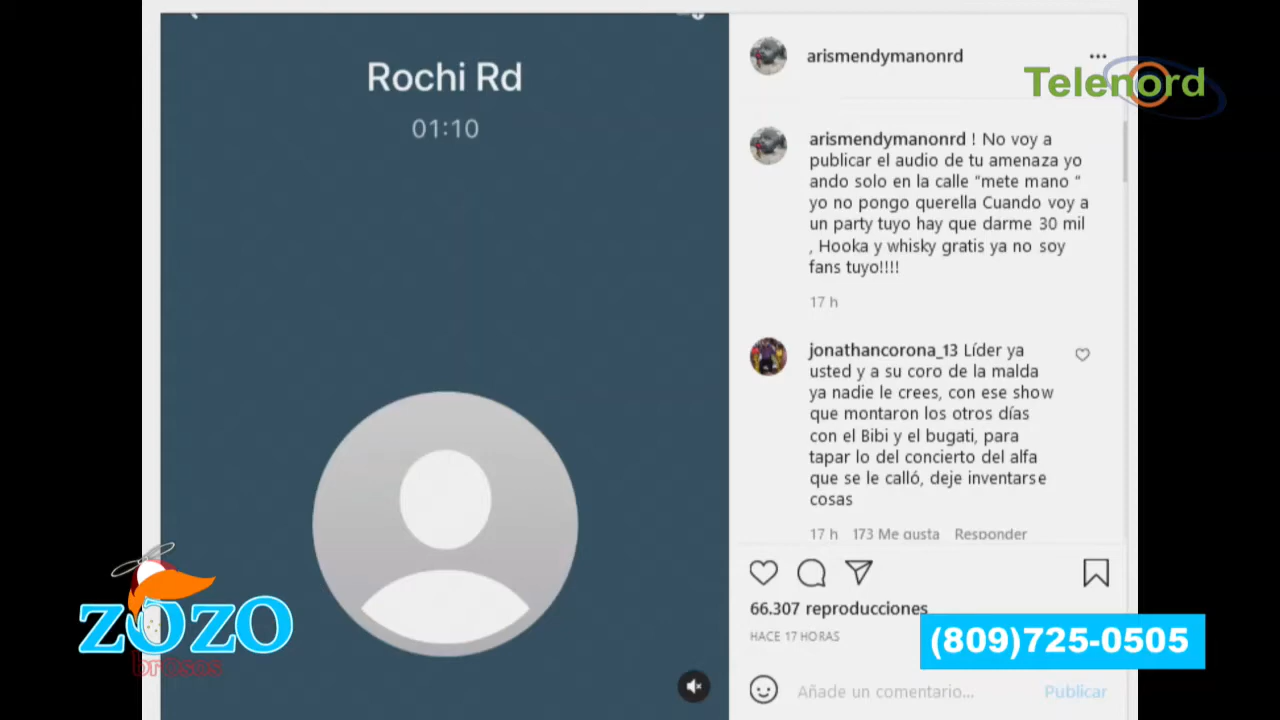 Rochi Rd
01:10
arismendymanonrd
Telenord
arismendymanonrd ! No voy a
publicar el audio de tu amenaza yo
ando solo en la calle “mete mano “
yo no pongo querella Cuando voy a
un party tuyo hay que darme 30 mil
, Hooka y whisky gratis ya no soy
fans tuyo!!!!
17 h
jonathancorona_13 Líder ya
usted y a su coro de la malda
ya nadie le crees, con ese show
que montaron los otros días
con el Bibi y el bugati, para
tapar lo del concierto del alfa
que se le calló, deje inventarse
cosas
17 h 173 Me gusta Responder
66.307 reproducciones
HACE 17 HORAS
Añade un comentario... Publicar
zozo
brosos
(809)725-0505